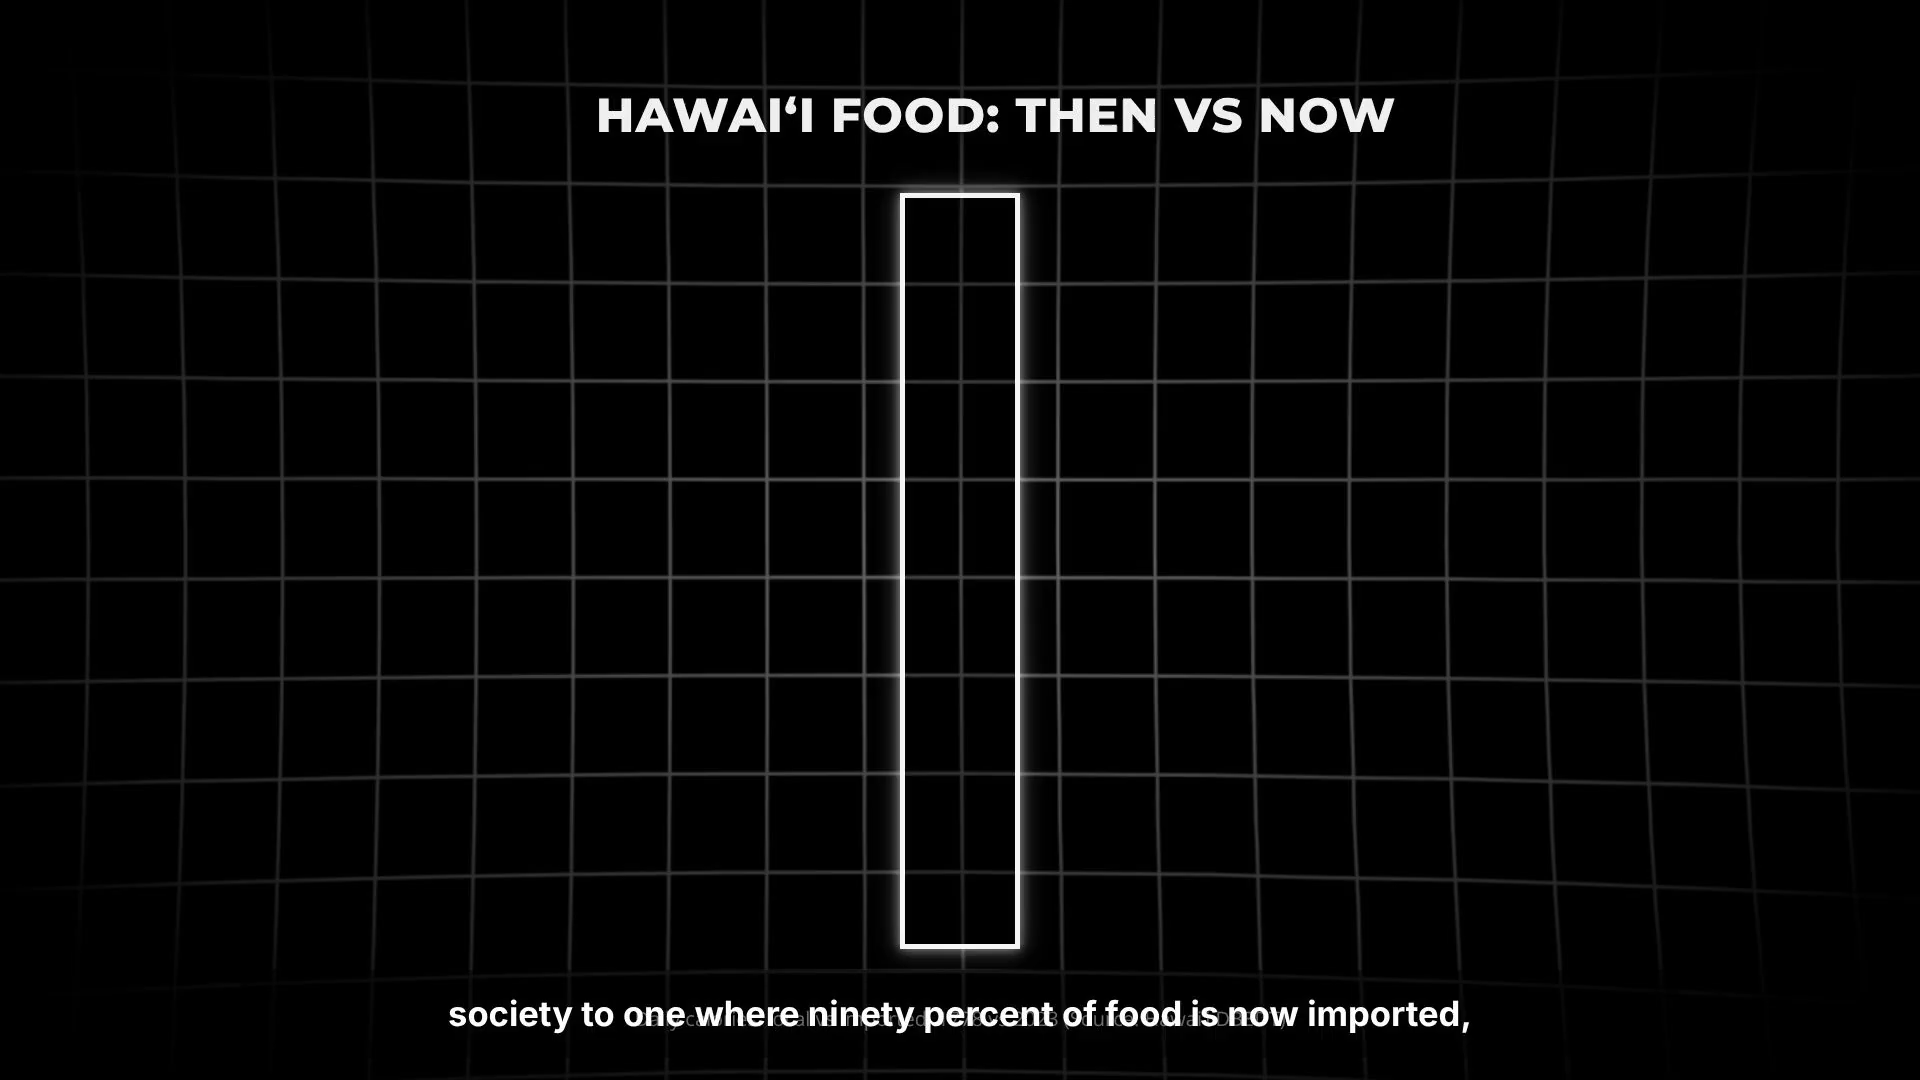 HAWAIʻI FOOD: THEN VS NOW
society to one where ninety percent of food is now imported,